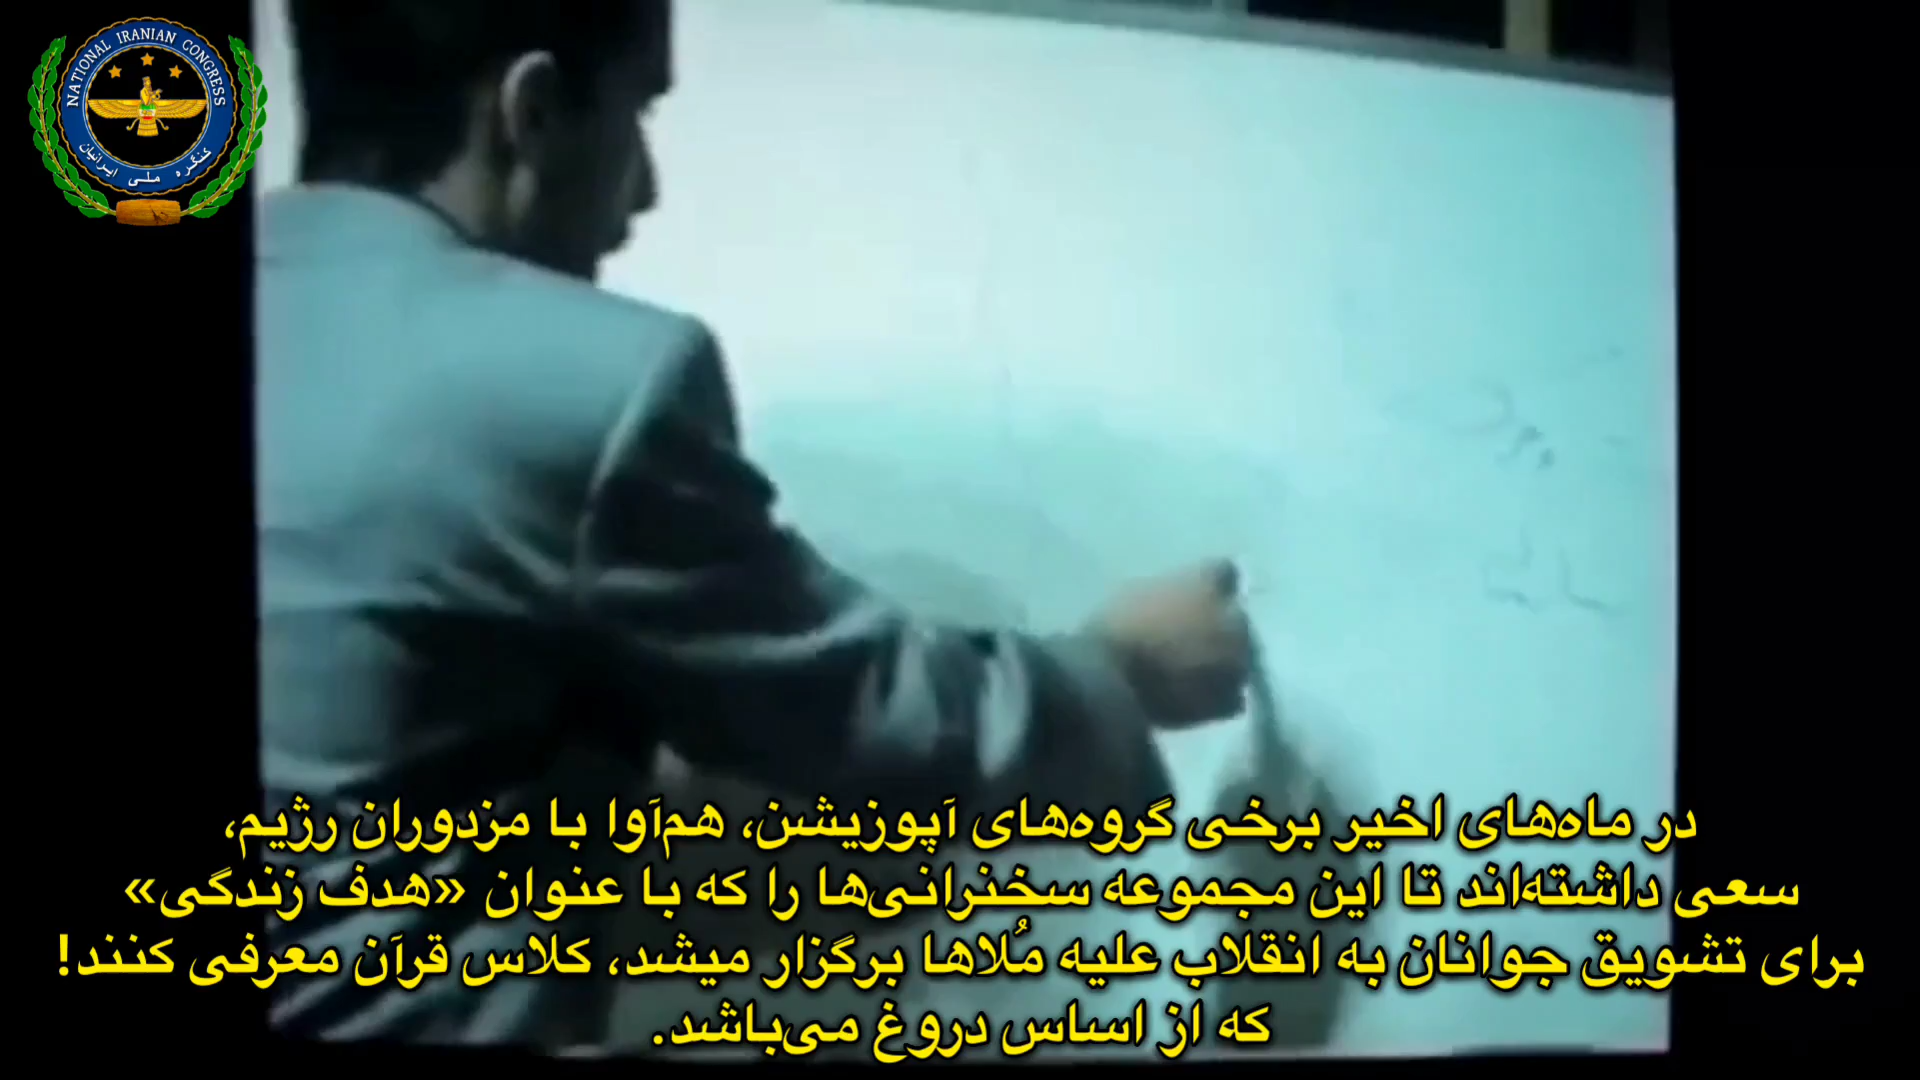 NATIONAL IRANIAN CONGRESS
کنگره ملی ایرانیان
در ماه‌های اخیر برخی گروه‌های آپوزیشن، هم‌آوا با مزدوران رژیم،
سعی داشته‌اند تا این مجموعه سخنرانی‌ها را که با عنوان «هدف زندگی»
برای تشویق جوانان به انقلاب علیه مُلاها برگزار میشد، کلاس قرآن معرفی کنند!
که از اساس دروغ می‌باشد.